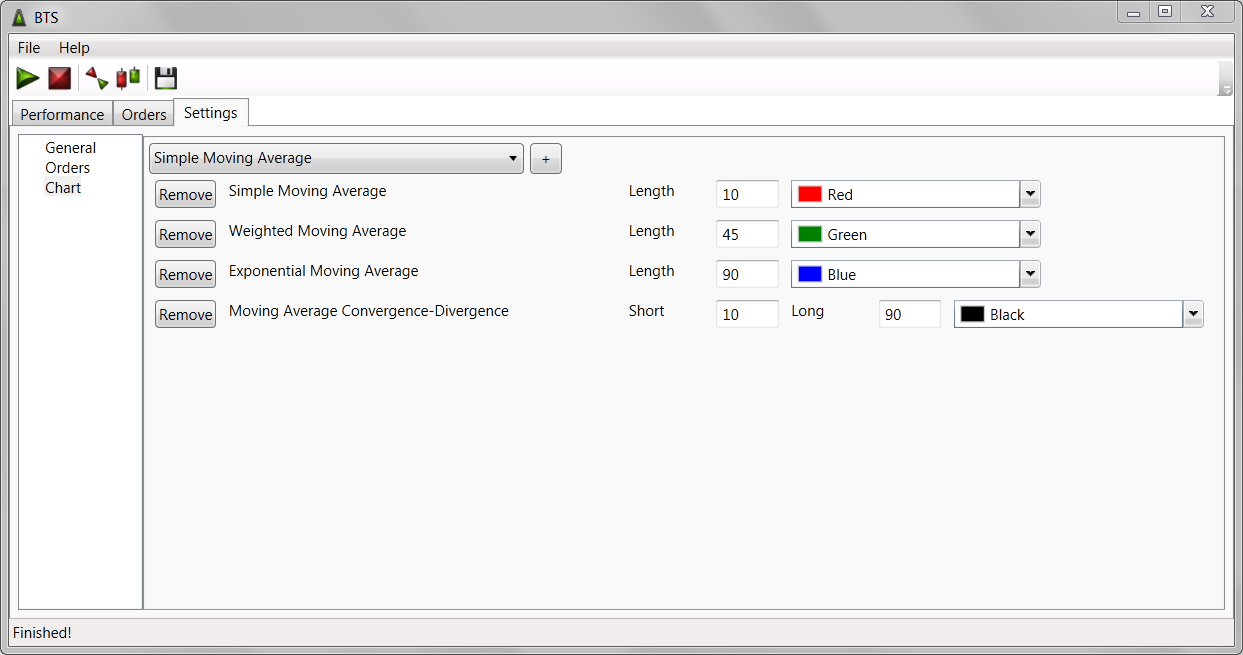 BTS
File Help
Performance Orders Settings
General
Orders
Chart
Simple Moving Average +
Remove Simple Moving Average Length 10 Red
Remove Weighted Moving Average Length 45 Green
Remove Exponential Moving Average Length 90 Blue
Remove Moving Average Convergence-Divergence Short 10 Long 90 Black
Finished!